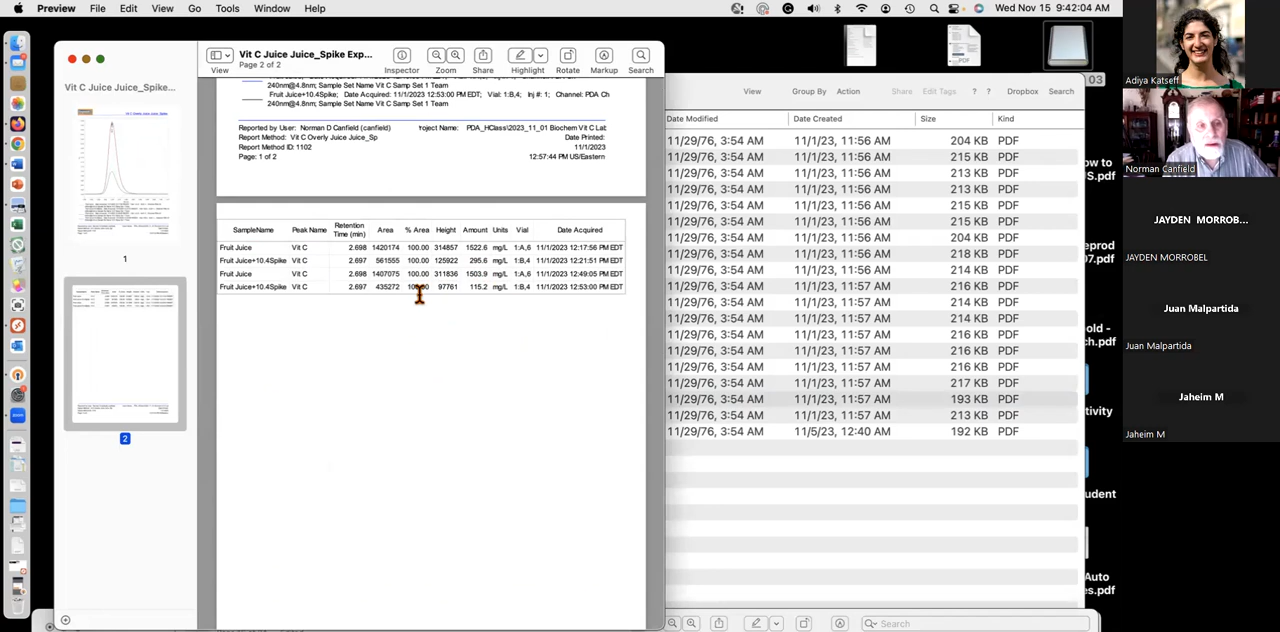 Preview File Edit View Go Tools Window Help
Wed Nov 15 9:42:04 AM
Vit C Juice Juice_Spike Exp...
Page 2 of 2
View Inspector Zoom Share Highlight Rotate Markup Search
Vit C Juice Juice_Spike...
1
2
240nm@4.8nm; Sample Set Name Vit C Samp Set 1 Team
Fruit Juice+10.4Spike; Date Acquired: 11/1/2023 12:53:00 PM EDT; Vial: 1:B,4; Inj #: 1; Channel: PDA Ch
240nm@4.8nm; Sample Set Name Vit C Samp Set 1 Team
Reported by User: Norman D Canfield (canfield)
Report Method: Vit C Overly Juice Juice_Sp
Report Method ID: 1102
Page: 1 of 2
roject Name: PDA_HClass\2023_11_01 Biochem Vit C Lab
Date Printed:
11/1/2023
12:57:44 PM US/Eastern
SampleName Peak Name Retention Time (min) Area % Area Height Amount Units Vial Date Acquired
Fruit Juice Vit C 2.698 1420174 100.00 314857 1522.6 mg/L 1:A,6 11/1/2023 12:17:56 PM EDT
Fruit Juice+10.4Spike Vit C 2.697 561555 100.00 125922 295.6 mg/L 1:B,4 11/1/2023 12:21:51 PM EDT
Fruit Juice Vit C 2.698 1407075 100.00 311836 1503.9 mg/L 1:A,6 11/1/2023 12:49:05 PM EDT
Fruit Juice+10.4Spike Vit C 2.697 435272 100.00 97761 115.2 mg/L 1:B,4 11/1/2023 12:53:00 PM EDT
03
View Group By Action Share Edit Tags ? ? Dropbox Search
Date Modified Date Created Size Kind
11/29/76, 3:54 AM 11/1/23, 11:56 AM 204 KB PDF
11/29/76, 3:54 AM 11/1/23, 11:56 AM 215 KB PDF
11/29/76, 3:54 AM 11/1/23, 11:56 AM 213 KB PDF
11/29/76, 3:54 AM 11/1/23, 11:56 AM 213 KB PDF
11/29/76, 3:54 AM 11/1/23, 11:56 AM 215 KB PDF
11/29/76, 3:54 AM 11/1/23, 11:56 AM 215 KB PDF
11/29/76, 3:54 AM 11/1/23, 11:56 AM 204 KB PDF
11/29/76, 3:54 AM 11/1/23, 11:56 AM 218 KB PDF
11/29/76, 3:54 AM 11/1/23, 11:56 AM 214 KB PDF
11/29/76, 3:54 AM 11/1/23, 11:57 AM 216 KB PDF
11/29/76, 3:54 AM 11/1/23, 11:57 AM 214 KB PDF
11/29/76, 3:54 AM 11/1/23, 11:57 AM 214 KB PDF
11/29/76, 3:54 AM 11/1/23, 11:57 AM 216 KB PDF
11/29/76, 3:54 AM 11/1/23, 11:57 AM 216 KB PDF
11/29/76, 3:54 AM 11/1/23, 11:57 AM 216 KB PDF
11/29/76, 3:54 AM 11/1/23, 11:57 AM 217 KB PDF
11/29/76, 3:54 AM 11/1/23, 11:57 AM 193 KB PDF
11/29/76, 3:54 AM 11/1/23, 11:57 AM 213 KB PDF
11/29/76, 3:54 AM 11/5/23, 12:40 AM 192 KB PDF
Search
PDF
ow to
S.pdf
eprod
07.pdf
old -
ch.pdf
tivity
udent
Auto
es.pdf
Adiya Katseff
Norman Canfield
JAYDEN MORROB...
JAYDEN MORROBEL
Juan Malpartida
Juan Malpartida
Jaheim M
Jaheim M